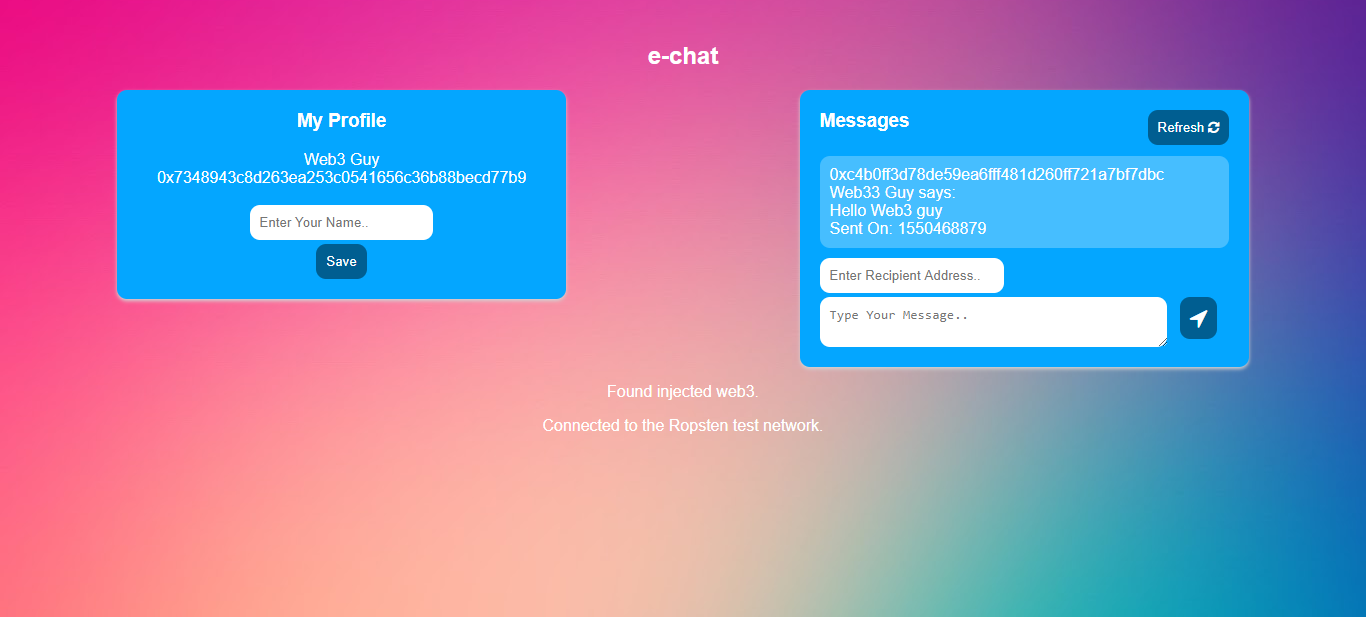 e-chat
My Profile
Web3 Guy
0x7348943c8d263ea253c0541656c36b88becd77b9
Enter Your Name..
Save
Messages
Refresh
0xc4b0ff3d78de59ea6fff481d260ff721a7bf7dbc
Web33 Guy says:
Hello Web3 guy
Sent On: 1550468879
Enter Recipient Address..
Type Your Message..
Found injected web3.
Connected to the Ropsten test network.